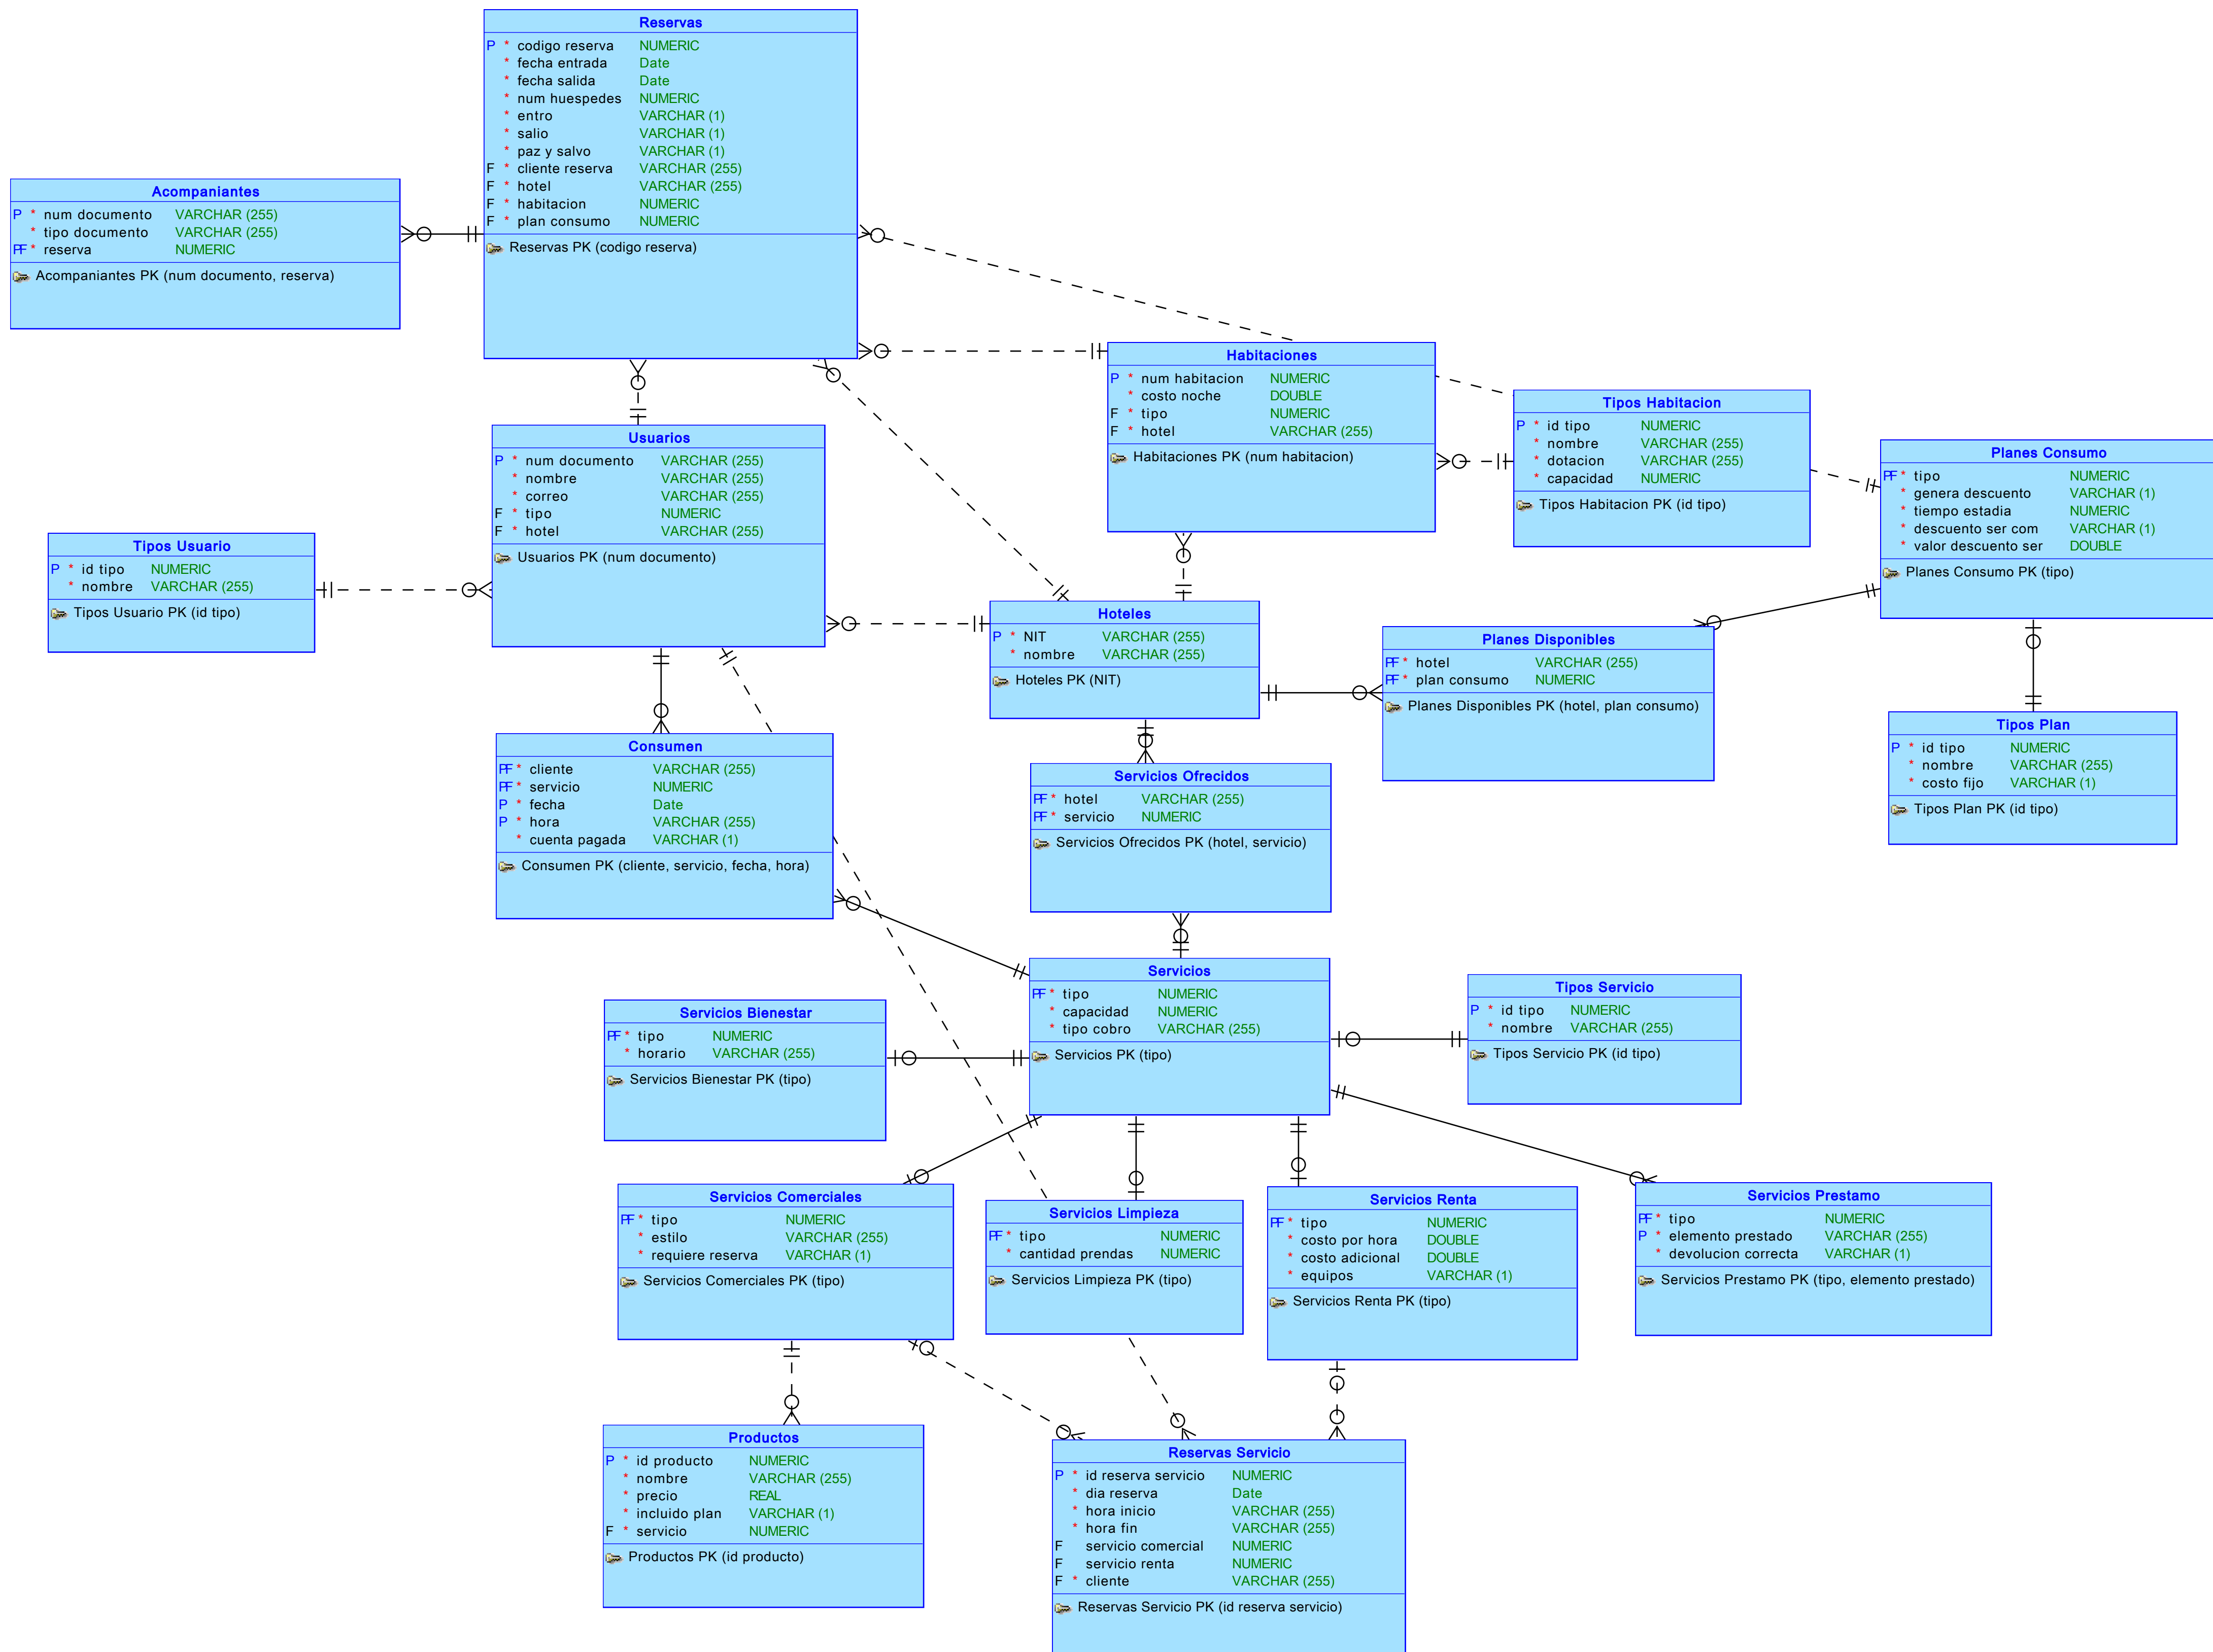 Reservas
P * codigo reserva NUMERIC
* fecha entrada Date
* fecha salida Date
* num huespedes NUMERIC
* entro VARCHAR (1)
* salio VARCHAR (1)
* paz y salvo VARCHAR (1)
F * cliente reserva VARCHAR (255)
F * hotel VARCHAR (255)
F * habitacion NUMERIC
F * plan consumo NUMERIC
Reservas PK (codigo reserva)
Acompaniantes
P * num documento VARCHAR (255)
* tipo documento VARCHAR (255)
PF * reserva NUMERIC
Acompaniantes PK (num documento, reserva)
Habitaciones
P * num habitacion NUMERIC
* costo noche DOUBLE
F * tipo NUMERIC
F * hotel VARCHAR (255)
Habitaciones PK (num habitacion)
Tipos Habitacion
P * id tipo NUMERIC
* nombre VARCHAR (255)
* dotacion VARCHAR (255)
* capacidad NUMERIC
Tipos Habitacion PK (id tipo)
Planes Consumo
PF * tipo NUMERIC
* genera descuento VARCHAR (1)
* tiempo estadia NUMERIC
* descuento ser com VARCHAR (1)
* valor descuento ser DOUBLE
Planes Consumo PK (tipo)
Usuarios
P * num documento VARCHAR (255)
* nombre VARCHAR (255)
* correo VARCHAR (255)
F * tipo NUMERIC
F * hotel VARCHAR (255)
Usuarios PK (num documento)
Tipos Usuario
P * id tipo NUMERIC
* nombre VARCHAR (255)
Tipos Usuario PK (id tipo)
Hoteles
P * NIT VARCHAR (255)
* nombre VARCHAR (255)
Hoteles PK (NIT)
Planes Disponibles
PF * hotel VARCHAR (255)
PF * plan consumo NUMERIC
Planes Disponibles PK (hotel, plan consumo)
Tipos Plan
P * id tipo NUMERIC
* nombre VARCHAR (255)
* costo fijo VARCHAR (1)
Tipos Plan PK (id tipo)
Consumen
PF * cliente VARCHAR (255)
PF * servicio NUMERIC
P * fecha Date
P * hora VARCHAR (255)
* cuenta pagada VARCHAR (1)
Consumen PK (cliente, servicio, fecha, hora)
Servicios Ofrecidos
PF * hotel VARCHAR (255)
PF * servicio NUMERIC
Servicios Ofrecidos PK (hotel, servicio)
Servicios
PF * tipo NUMERIC
* capacidad NUMERIC
* tipo cobro VARCHAR (255)
Servicios PK (tipo)
Tipos Servicio
P * id tipo NUMERIC
* nombre VARCHAR (255)
Tipos Servicio PK (id tipo)
Servicios Bienestar
PF * tipo NUMERIC
* horario VARCHAR (255)
Servicios Bienestar PK (tipo)
Servicios Comerciales
PF * tipo NUMERIC
* estilo VARCHAR (255)
* requiere reserva VARCHAR (1)
Servicios Comerciales PK (tipo)
Servicios Limpieza
PF * tipo NUMERIC
* cantidad prendas NUMERIC
Servicios Limpieza PK (tipo)
Servicios Renta
PF * tipo NUMERIC
* costo por hora DOUBLE
* costo adicional DOUBLE
* equipos VARCHAR (1)
Servicios Renta PK (tipo)
Servicios Prestamo
PF * tipo NUMERIC
P * elemento prestado VARCHAR (255)
* devolucion correcta VARCHAR (1)
Servicios Prestamo PK (tipo, elemento prestado)
Productos
P * id producto NUMERIC
* nombre VARCHAR (255)
* precio REAL
* incluido plan VARCHAR (1)
F * servicio NUMERIC
Productos PK (id producto)
Reservas Servicio
P * id reserva servicio NUMERIC
* dia reserva Date
* hora inicio VARCHAR (255)
* hora fin VARCHAR (255)
F servicio comercial NUMERIC
F servicio renta NUMERIC
F * cliente VARCHAR (255)
Reservas Servicio PK (id reserva servicio)